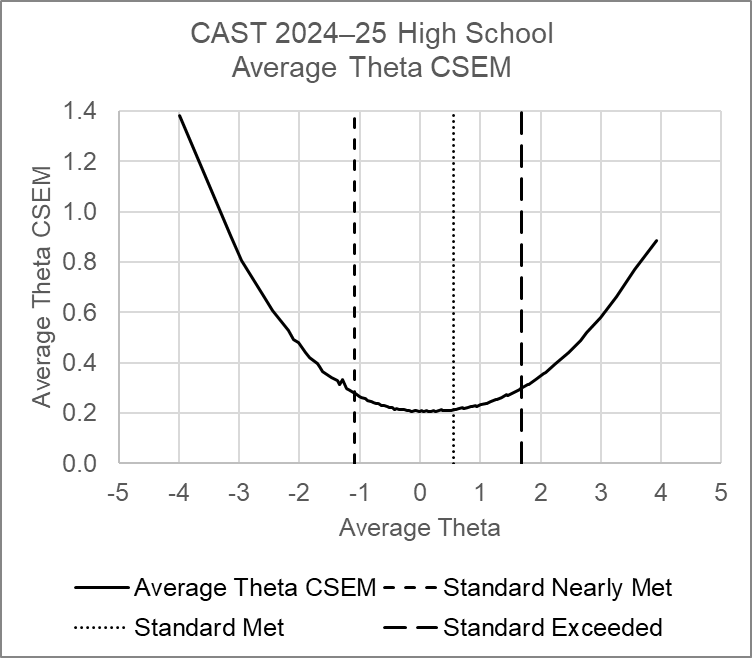 CAST 2024–25 High School
Average Theta CSEM
Average Theta CSEM
1.4
1.2
1.0
0.8
0.6
0.4
0.2
0.0
-5 -4 -3 -2 -1 0 1 2 3 4 5
Average Theta
Average Theta CSEM Standard Nearly Met
Standard Met Standard Exceeded